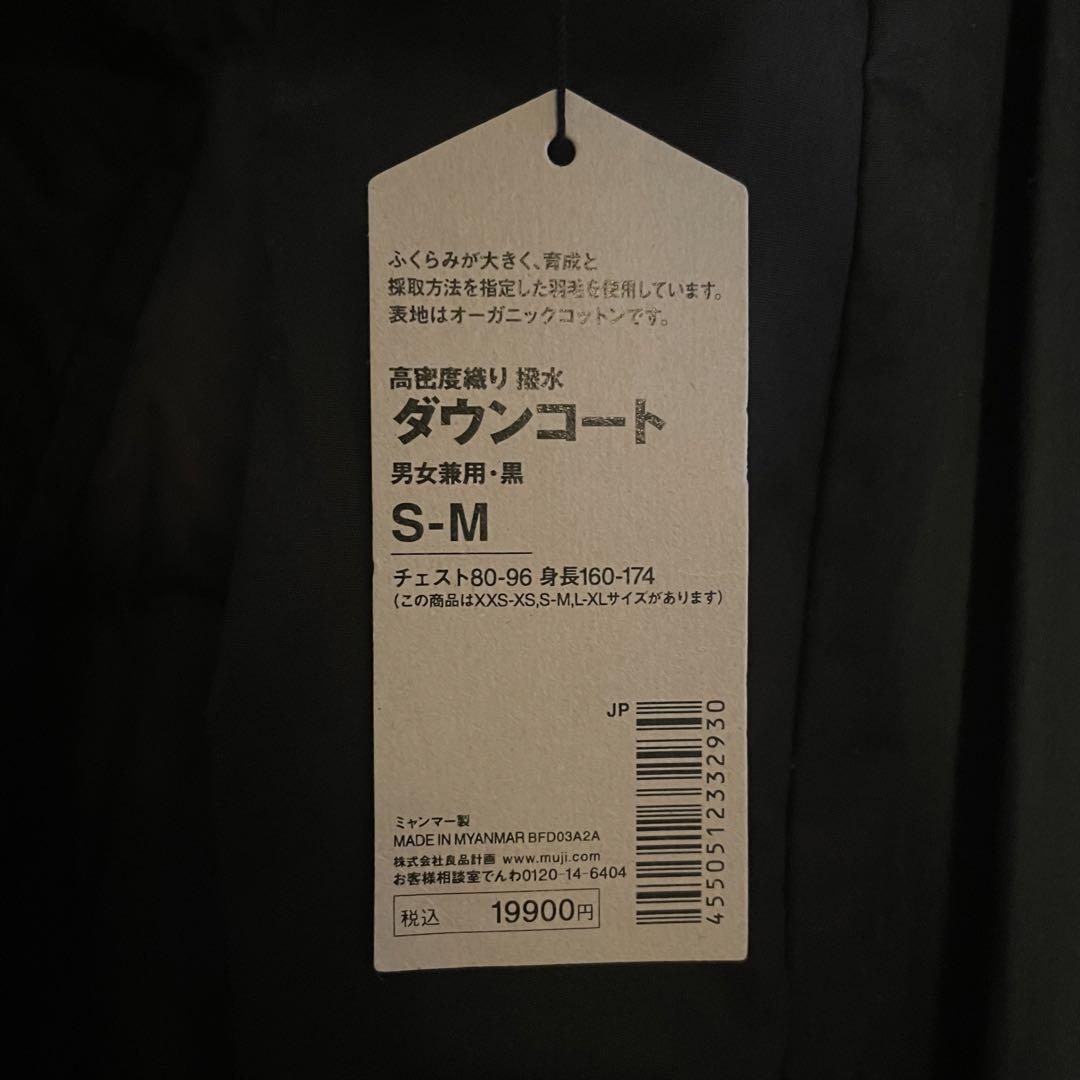 ふくらみが大きく、育成と
採取方法を指定した羽毛を使用しています。
表地はオーガニックコットンです。
高密度織り 撥水
ダウンコート
男女兼用・黒
S-M
チェスト80-96 身長160-174
(この商品はXXS-XS,S-M,L-XLサイズがあります)
JP
4550512332930
ミャンマー製
MADE IN MYANMAR BFD03A2A
株式会社良品計画 www.muji.com
お客様相談室でんわ0120-14-6404
税込 19900円